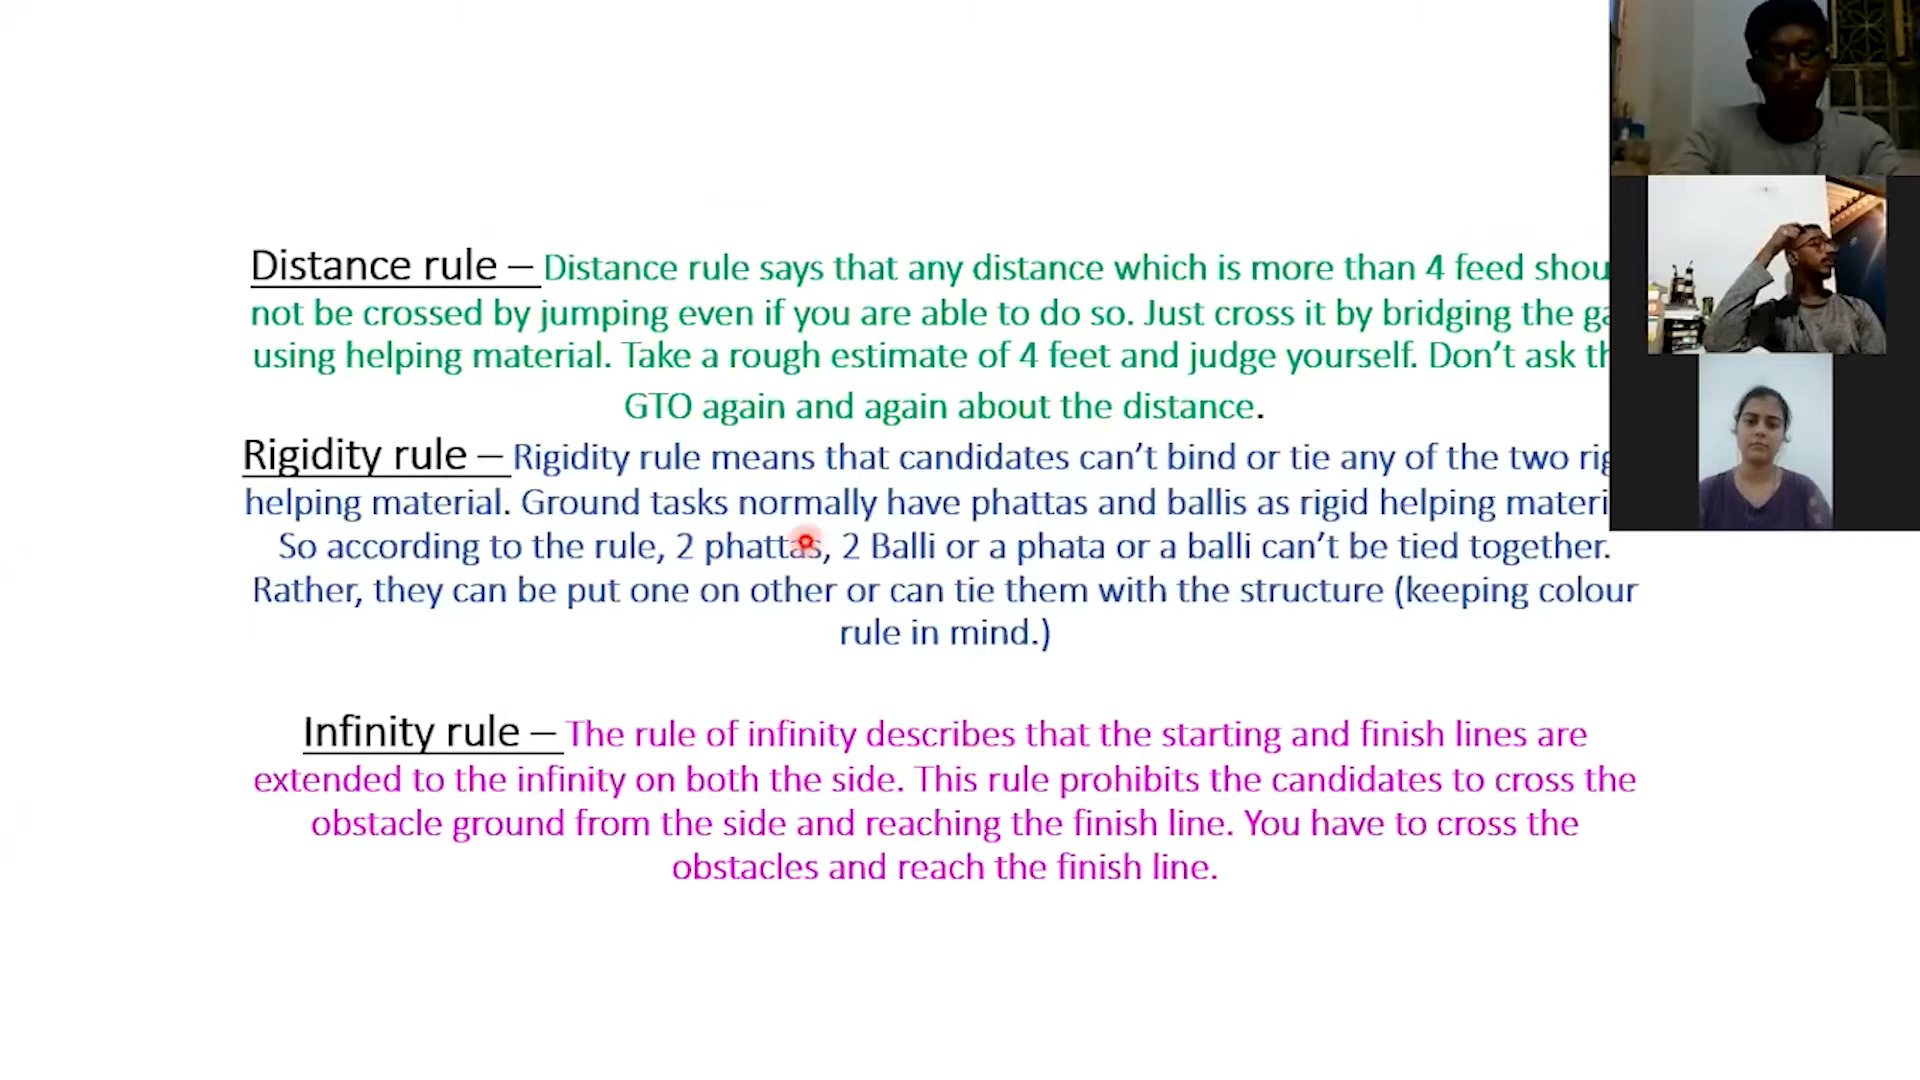 Distance rule – Distance rule says that any distance which is more than 4 feed
not be crossed by jumping even if you are able to do so. Just cross it by bridging the
using helping material. Take a rough estimate of 4 feet and judge yourself. Don’t ask
GTO again and again about the distance.
Rigidity rule – Rigidity rule means that candidates can’t bind or tie any of the two
helping material. Ground tasks normally have phattas and ballis as rigid helping
So according to the rule, 2 phattas, 2 Balli or a phata or a balli can’t be tied together.
Rather, they can be put one on other or can tie them with the structure (keeping colour
rule in mind.)
Infinity rule – The rule of infinity describes that the starting and finish lines are
extended to the infinity on both the side. This rule prohibits the candidates to cross the
obstacle ground from the side and reaching the finish line. You have to cross the
obstacles and reach the finish line.